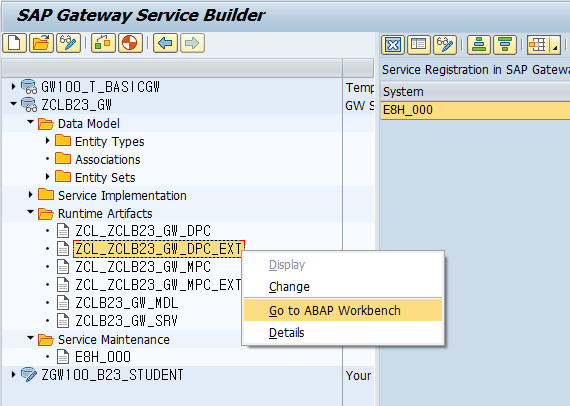 SAP Gateway Service Builder
GW100_T_BASICGW
Temp
ZCLB23_GW
GW S
Data Model
Entity Types
Associations
Entity Sets
Service Implementation
Runtime Artifacts
ZCL_ZCLB23_GW_DPC
ZCL_ZCLB23_GW_DPC_EXT
ZCL_ZCLB23_GW_MPC
ZCL_ZCLB23_GW_MPC_EXT
ZCLB23_GW_MDL
ZCLB23_GW_SRV
Service Maintenance
E8H_000
ZGW100_B23_STUDENT
Your
Display
Change
Go to ABAP Workbench
Details
Service Registration in SAP Gatewa
System
E8H_000